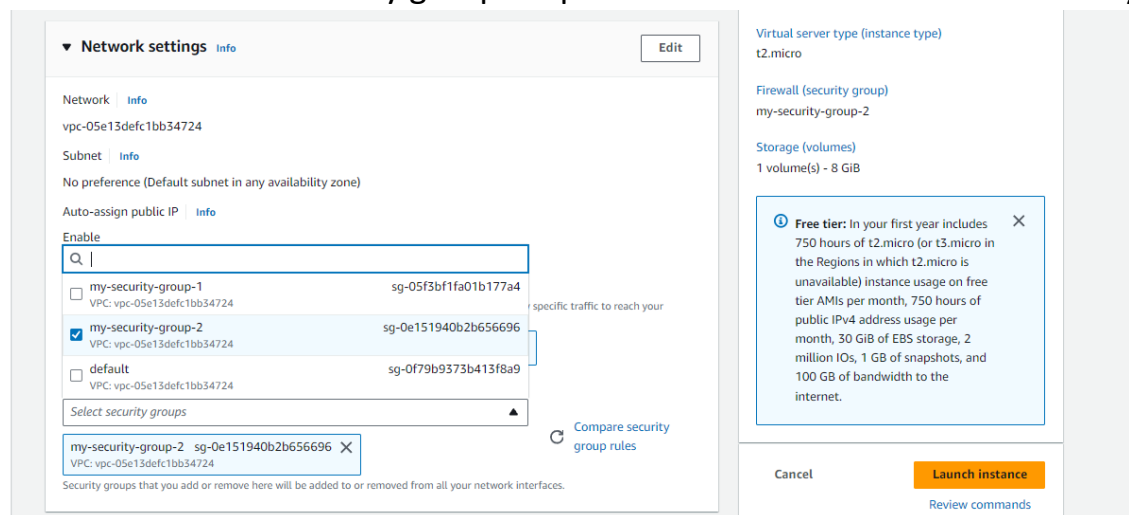 Network settings Info
Edit
Network Info
vpc-05e13defc1bb34724
Subnet Info
No preference (Default subnet in any availability zone)
Auto-assign public IP Info
Enable
my-security-group-1 sg-05f3bf1fa01b177a4
VPC: vpc-05e13defc1bb34724
specific traffic to reach your
my-security-group-2 sg-0e151940b2b656696
VPC: vpc-05e13defc1bb34724
default sg-0f79b9373b413f8a9
VPC: vpc-05e13defc1bb34724
Select security groups
my-security-group-2 sg-0e151940b2b656696
VPC: vpc-05e13defc1bb34724
Compare security
group rules
Security groups that you add or remove here will be added to or removed from all your network interfaces.
Virtual server type (instance type)
t2.micro
Firewall (security group)
my-security-group-2
Storage (volumes)
1 volume(s) - 8 GiB
Free tier: In your first year includes
750 hours of t2.micro (or t3.micro in
the Regions in which t2.micro is
unavailable) instance usage on free
tier AMIs per month, 750 hours of
public IPv4 address usage per
month, 30 GiB of EBS storage, 2
million IOs, 1 GB of snapshots, and
100 GB of bandwidth to the
internet.
Cancel
Launch instance
Review commands